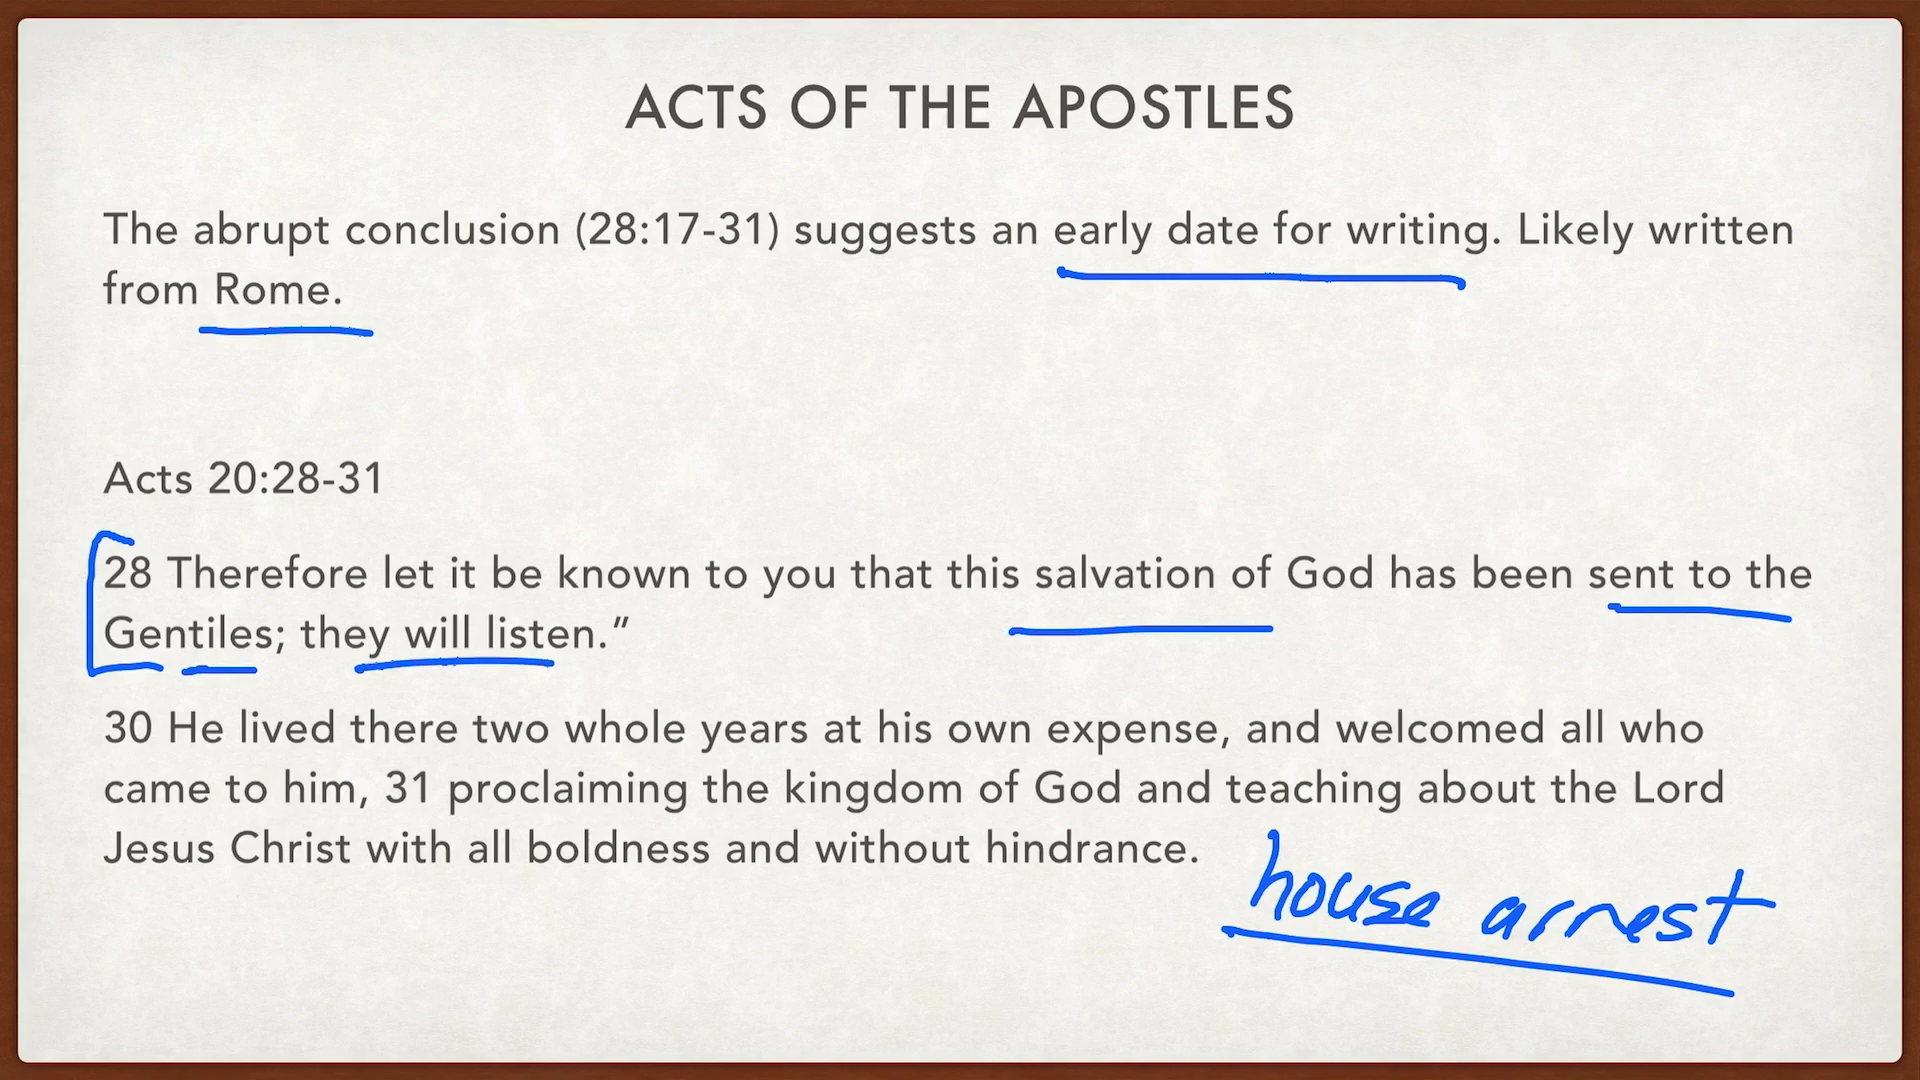 ACTS OF THE APOSTLES
The abrupt conclusion (28:17-31) suggests an early date for writing. Likely written
from Rome.
Acts 20:28-31
28 Therefore let it be known to you that this salvation of God has been sent to the
Gentiles; they will listen.”
30 He lived there two whole years at his own expense, and welcomed all who
came to him, 31 proclaiming the kingdom of God and teaching about the Lord
Jesus Christ with all boldness and without hindrance.
house arrest